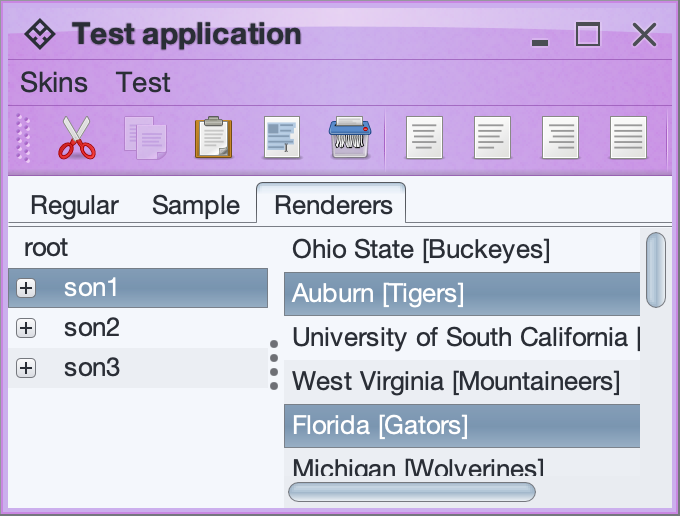 Test application
Skins Test
Regular Sample Renderers
root
son1
son2
son3
Ohio State [Buckeyes]
Auburn [Tigers]
University of South California [
West Virginia [Mountaineers]
Florida [Gators]
Michigan [Wolverines]